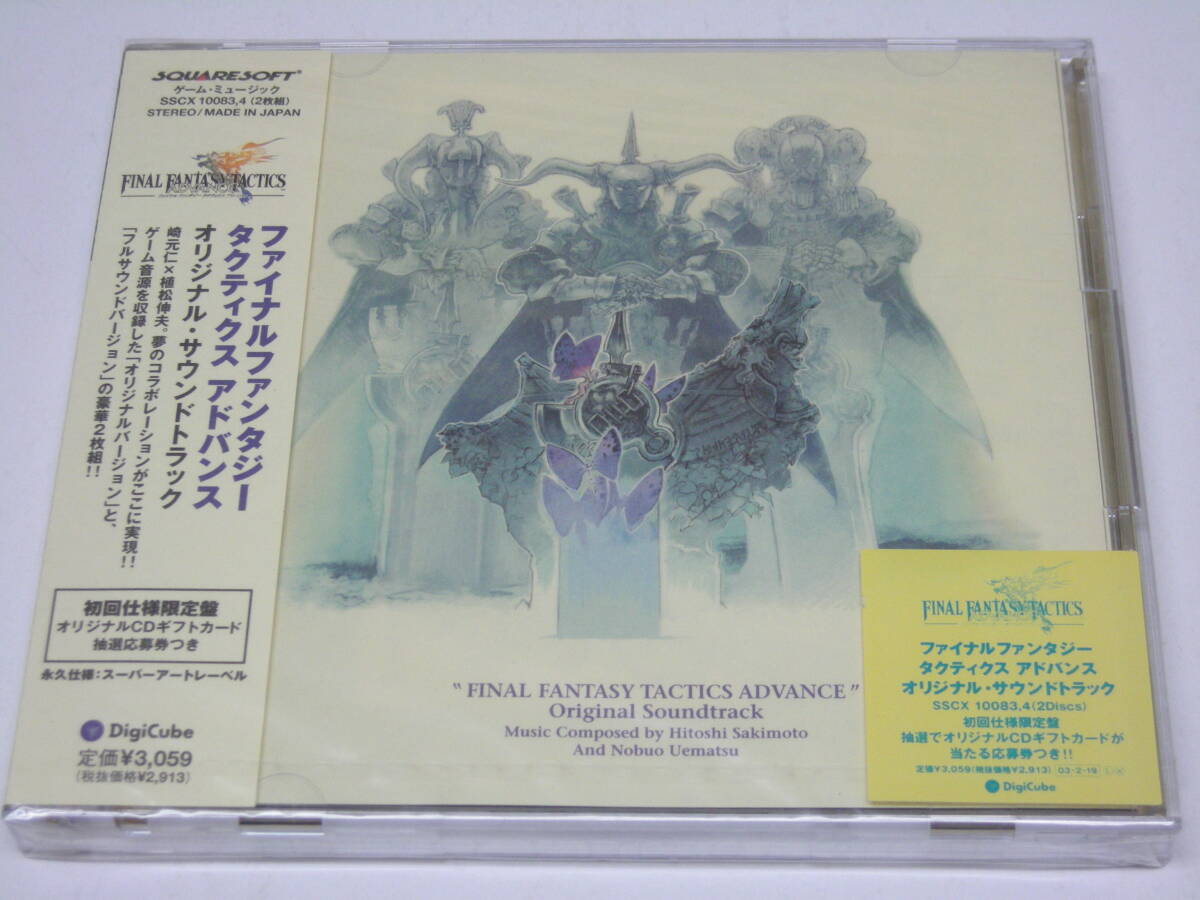 SQUARESOFT®
ゲーム・ミュージック
SSCX 10083,4(2枚組)
STEREO/MADE IN JAPAN
FINAL FANTASY TACTICS
ADVANCE
ファイナルファンタジー
タクティクス アドバンス
オリジナル・サウンドトラック
崎元仁×植松伸夫。夢のコラボレーションがここに実現!!
ゲーム音源を収録した「オリジナルバージョン」と、
「フルサウンドバージョン」の豪華2枚組!!
初回仕様限定盤
オリジナルCDギフトカード
抽選応募券つき
永久仕様:スーパーアートレーベル
DigiCube
定価¥3,059
(税抜価格¥2,913)
"FINAL FANTASY TACTICS ADVANCE"
Original Soundtrack
Music Composed by Hitoshi Sakimoto
And Nobuo Uematsu
FINAL FANTASY TACTICS
ファイナルファンタジー
タクティクス アドバンス
オリジナル・サウンドトラック
SSCX 10083,4(2Discs)
初回仕様限定盤
抽選でオリジナルCDギフトカードが
当たる応募券つき!!
定価¥3,059(税抜価格¥2,913) 03・2・19
DigiCube